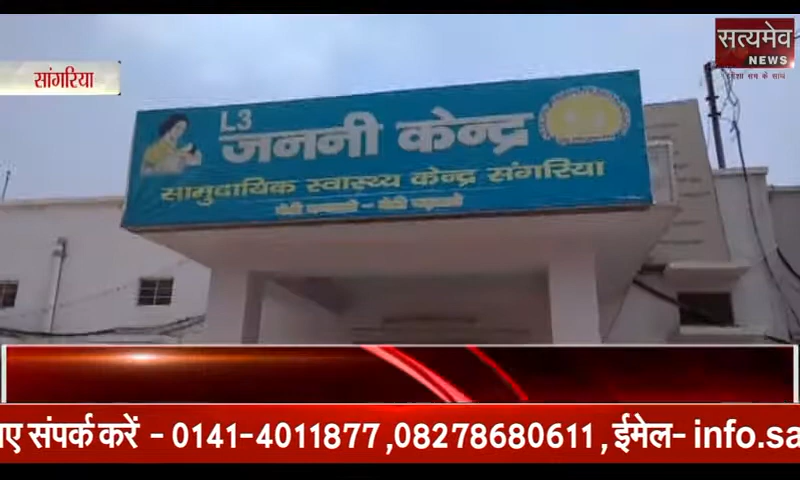 सत्यमेव
NEWS
सांगरिया
L3
जननी केन्द्र
सामुदायिक स्वास्थ्य केन्द्र संगरिया
ए संपर्क करें - 0141-4011877 ,08278680611 , ईमेल- info.sa